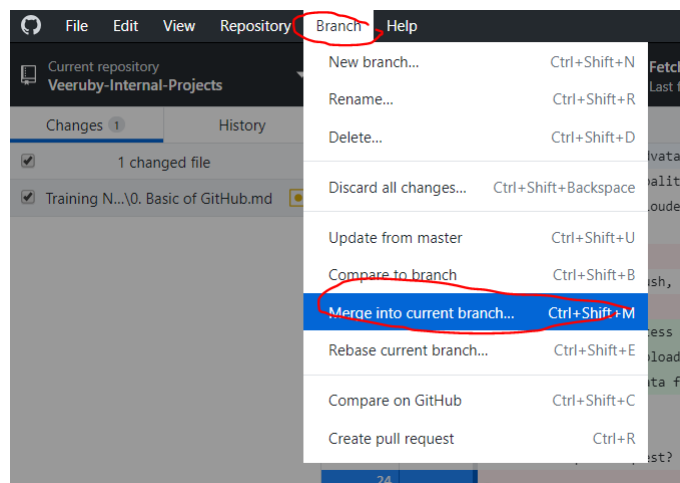 File Edit View Repository Branch Help
Current repository
Veeruby-Internal-Projects
Fetc
Last f
Changes 1 History
1 changed file
Training N...\0. Basic of GitHub.md
New branch... Ctrl+Shift+N
Rename... Ctrl+Shift+R
Delete... Ctrl+Shift+D
Discard all changes... Ctrl+Shift+Backspace
Update from master Ctrl+Shift+U
Compare to branch Ctrl+Shift+B
Merge into current branch... Ctrl+Shift+M
Rebase current branch... Ctrl+Shift+E
Compare on GitHub Ctrl+Shift+C
Create pull request Ctrl+R
24